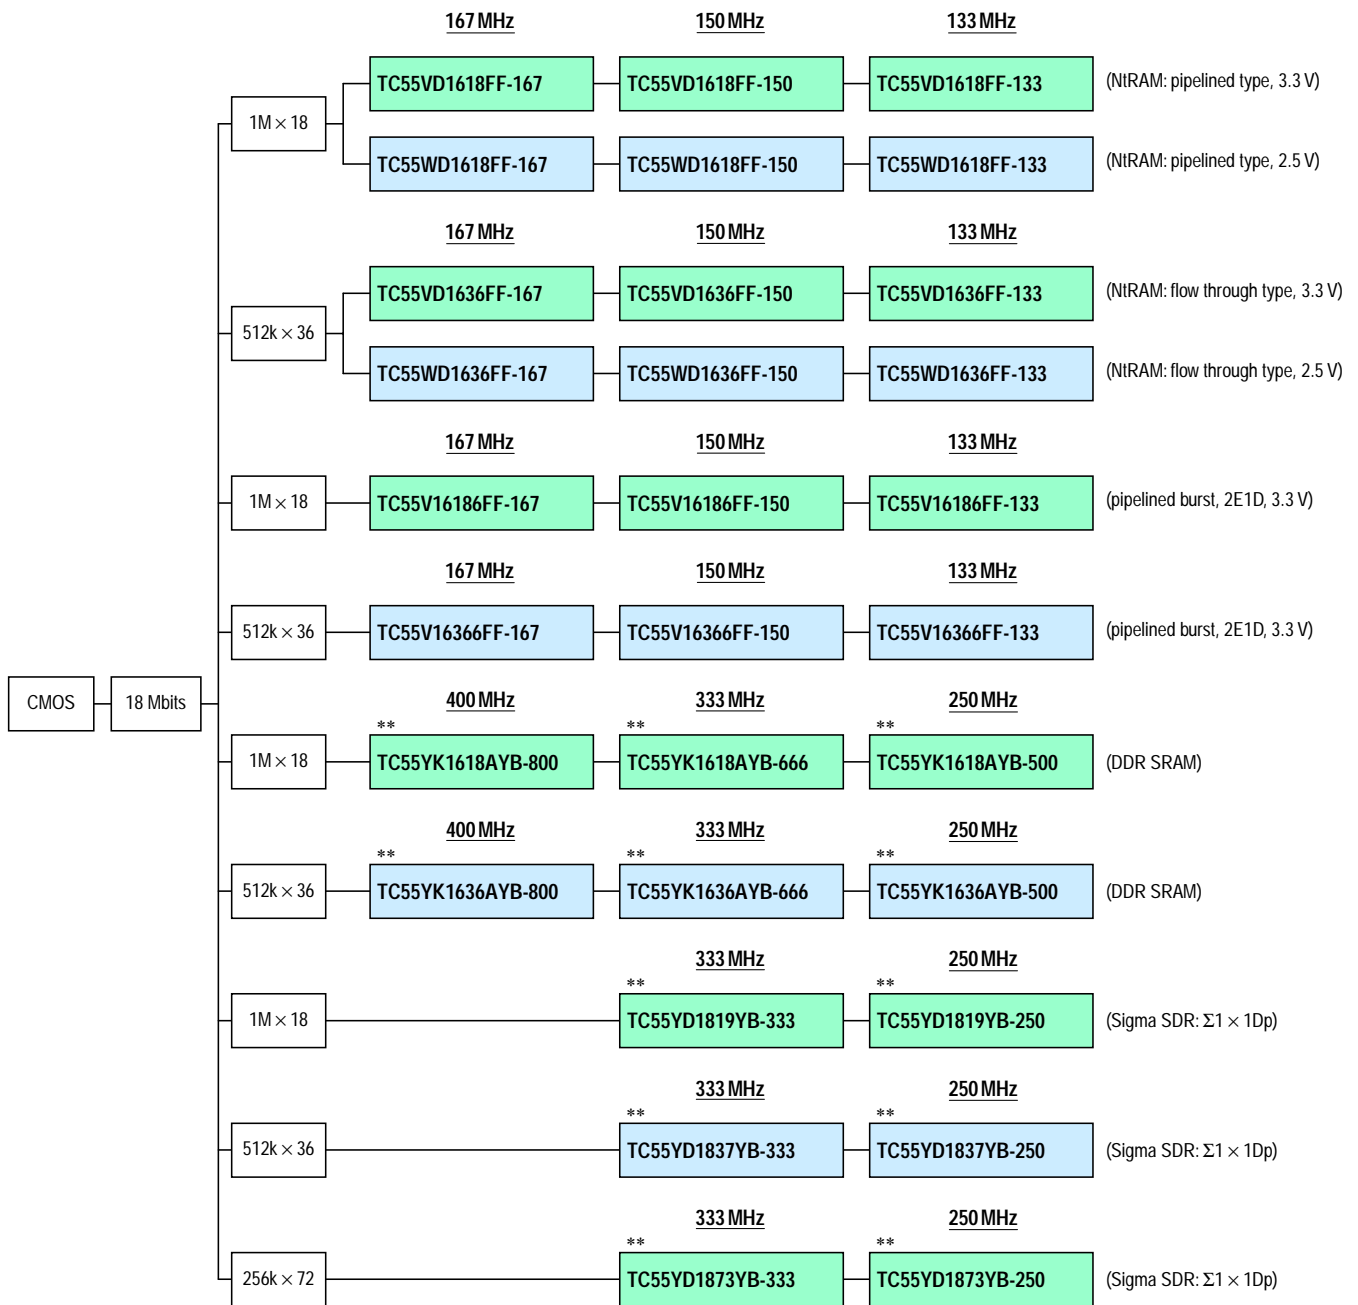 167 MHz 150 MHz 133 MHz
TC55VD1618FF-167 TC55VD1618FF-150 TC55VD1618FF-133 (NtRAM: pipelined type, 3.3 V)
1M × 18
TC55WD1618FF-167 TC55WD1618FF-150 TC55WD1618FF-133 (NtRAM: pipelined type, 2.5 V)
167 MHz 150 MHz 133 MHz
TC55VD1636FF-167 TC55VD1636FF-150 TC55VD1636FF-133 (NtRAM: flow through type, 3.3 V)
512k × 36
TC55WD1636FF-167 TC55WD1636FF-150 TC55WD1636FF-133 (NtRAM: flow through type, 2.5 V)
167 MHz 150 MHz 133 MHz
1M × 18 TC55V16186FF-167 TC55V16186FF-150 TC55V16186FF-133 (pipelined burst, 2E1D, 3.3 V)
167 MHz 150 MHz 133 MHz
512k × 36 TC55V16366FF-167 TC55V16366FF-150 TC55V16366FF-133 (pipelined burst, 2E1D, 3.3 V)
CMOS 18 Mbits
400 MHz 333 MHz 250 MHz
** ** **
1M × 18 TC55YK1618AYB-800 TC55YK1618AYB-666 TC55YK1618AYB-500 (DDR SRAM)
400 MHz 333 MHz 250 MHz
** ** **
512k × 36 TC55YK1636AYB-800 TC55YK1636AYB-666 TC55YK1636AYB-500 (DDR SRAM)
333 MHz 250 MHz
** **
1M × 18 TC55YD1819YB-333 TC55YD1819YB-250 (Sigma SDR: Σ1 × 1Dp)
333 MHz 250 MHz
** **
512k × 36 TC55YD1837YB-333 TC55YD1837YB-250 (Sigma SDR: Σ1 × 1Dp)
333 MHz 250 MHz
** **
256k × 72 TC55YD1873YB-333 TC55YD1873YB-250 (Sigma SDR: Σ1 × 1Dp)